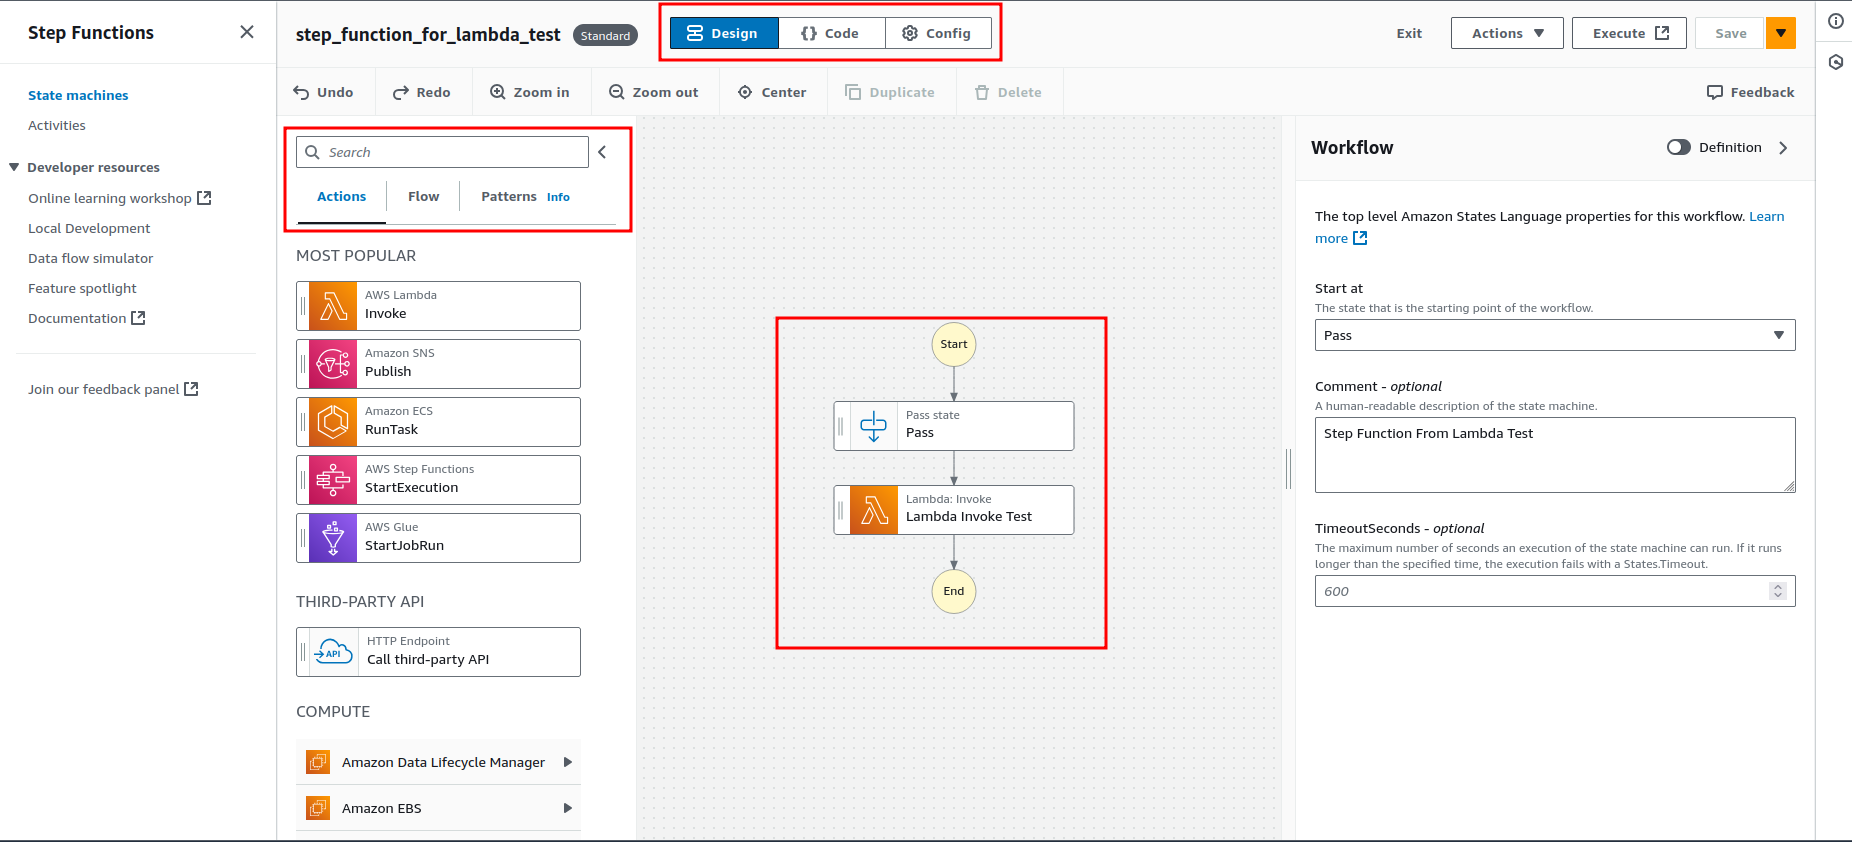 Step Functions
State machines
Activities
Developer resources
Online learning workshop
Local Development
Data flow simulator
Feature spotlight
Documentation
Join our feedback panel
step_function_for_lambda_test Standard
Design {} Code Config
Exit Actions Execute Save
Undo Redo Zoom in Zoom out Center Duplicate Delete Feedback
Search
Actions Flow Patterns Info
MOST POPULAR
AWS Lambda
Invoke
Amazon SNS
Publish
Amazon ECS
RunTask
AWS Step Functions
StartExecution
AWS Glue
StartJobRun
THIRD-PARTY API
API
HTTP Endpoint
Call third-party API
COMPUTE
Amazon Data Lifecycle Manager
Amazon EBS
Start
Pass state
Pass
Lambda: Invoke
Lambda Invoke Test
End
Workflow Definition
The top level Amazon States Language properties for this workflow. Learn
more
Start at
The state that is the starting point of the workflow.
Pass
Comment - optional
A human-readable description of the state machine.
Step Function From Lambda Test
TimeoutSeconds - optional
The maximum number of seconds an execution of the state machine can run. If it runs
longer than the specified time, the execution fails with a States.Timeout.
600